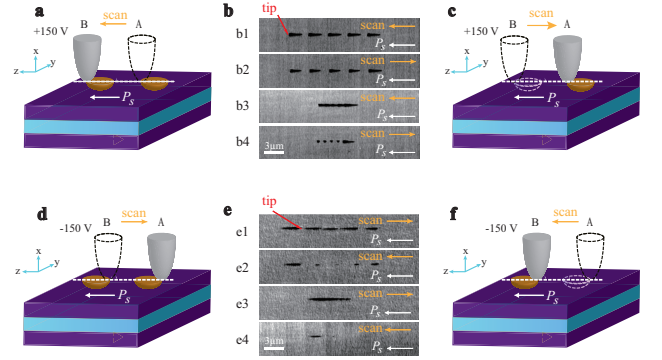 a
B
scan
A
+150 V
x
z
y
Ps
b
tip
scan
b1
Ps
b2
scan
Ps
b3
scan
Ps
b4
scan
3μm
Ps
c
B
scan
A
+150 V
x
z
y
Ps
d
B
scan
A
-150 V
x
z
y
Ps
e
tip
e1
scan
Ps
e2
scan
Ps
e3
scan
Ps
e4
scan
3μm
Ps
f
B
scan
A
-150 V
x
z
y
Ps